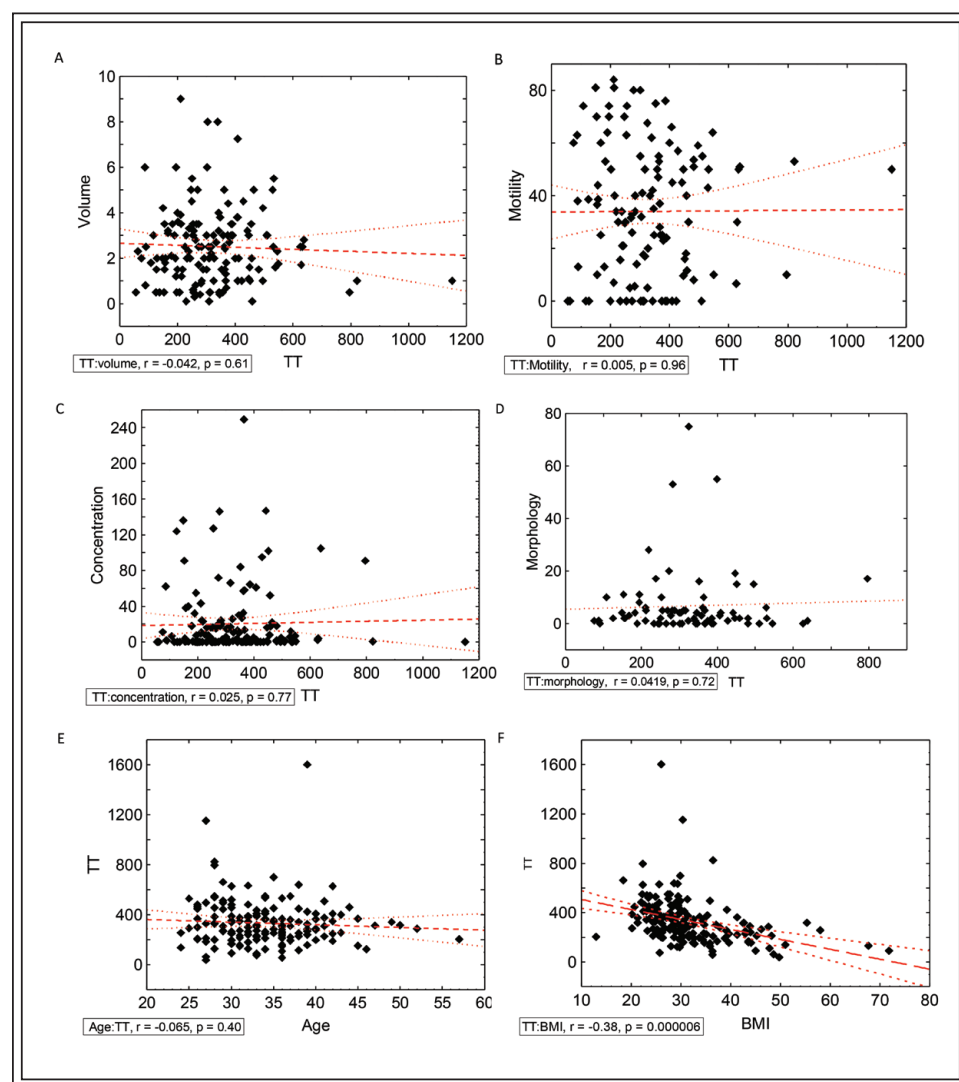 A
10
8
6
4
2
0
Volume
0 200 400 600 800 1000 1200
TT:volume, r = -0.042, p = 0.61
TT
B
80
60
40
20
0
Motility
0 200 400 600 800 1000 1200
TT:Motility, r = 0.005, p = 0.96
TT
C
240
200
160
120
80
40
0
Concentration
0 200 400 600 800 1000 1200
TT:concentration, r = 0.025, p = 0.77
TT
D
80
60
40
20
0
Morphology
0 200 400 600 800
TT:morphology, r = 0.0419, p = 0.72
TT
E
1600
1200
800
400
0
TT
20 25 30 35 40 45 50 55 60
Age:TT, r = -0.065, p = 0.40
Age
F
1600
1200
800
400
0
TT
10 20 30 40 50 60 70 80
TT:BMI, r = -0.38, p = 0.000006
BMI